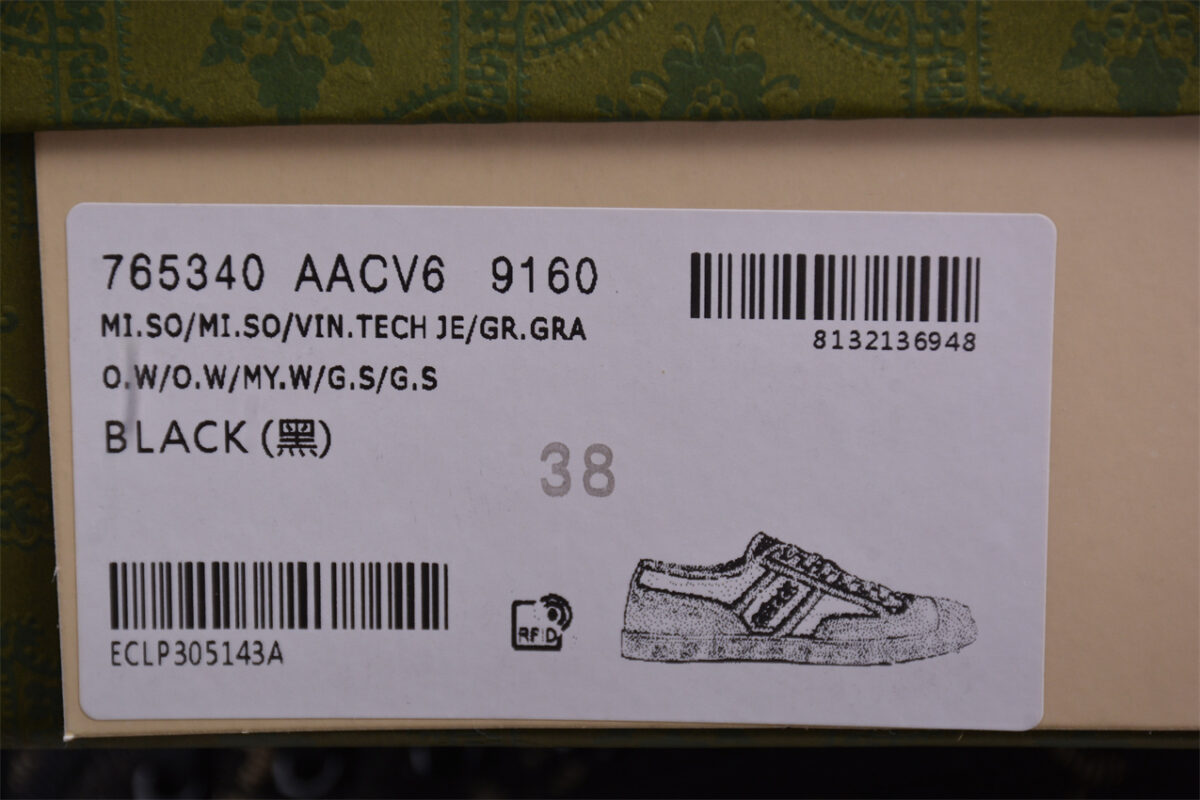 765340 AACV6 9160
8132136948
MI.SO/MI.SO/VIN.TECH JE/GR.GRA
O.W/O.W/MY.W/G.S/G.S
BLACK (黑)
38
ECLP305143A
RFID